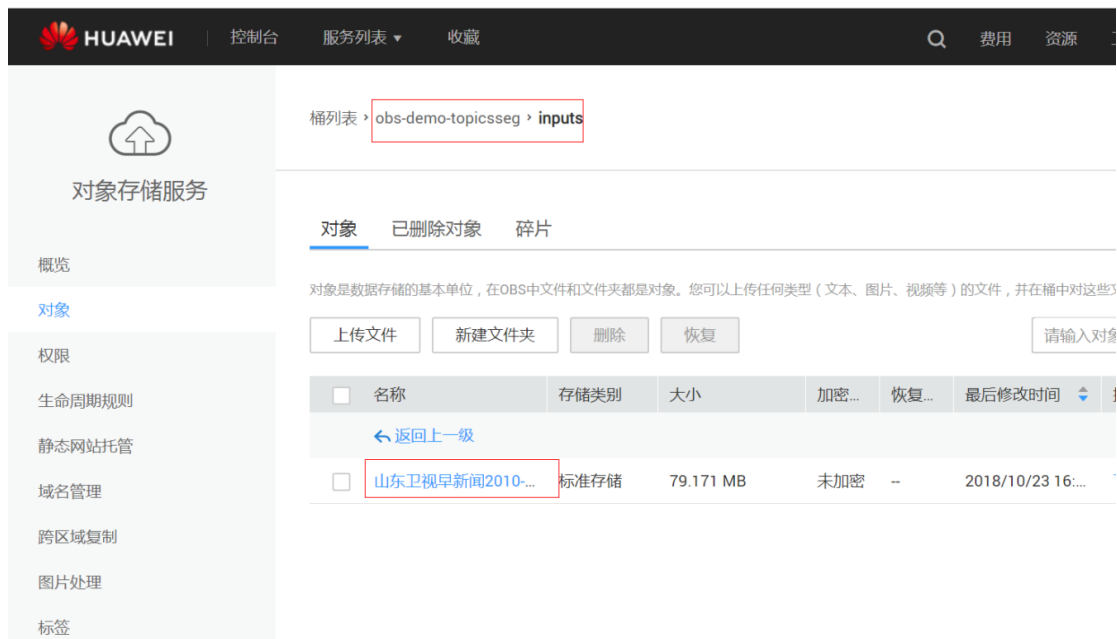 HUAWEI 控制台 服务列表 收藏 费用 资源
桶列表 › obs-demo-topicsseg › inputs
对象存储服务
对象 已删除对象 碎片
概览
对象是数据存储的基本单位，在OBS中文件和文件夹都是对象。您可以上传任何类型（文本、图片、视频等）的文件，并在桶中对这些
对象
上传文件 新建文件夹 删除 恢复 请输入对象
权限
名称 存储类别 大小 加密... 恢复... 最后修改时间
生命周期规则
返回上一级
静态网站托管
山东卫视早新闻2010-... 标准存储 79.171 MB 未加密 -- 2018/10/23 16:...
域名管理
跨区域复制
图片处理
标签